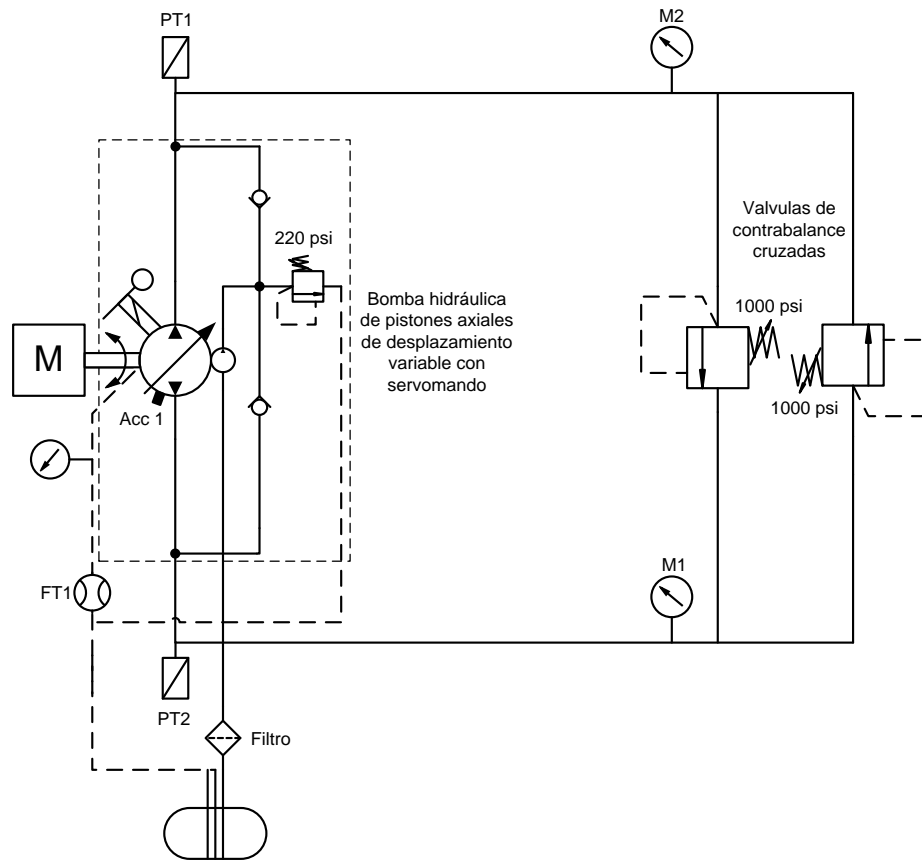 PT1
M2
Valvulas de
contrabalance
cruzadas
220 psi
Bomba hidráulica
de pistones axiales
de desplazamiento
variable con
servomando
1000 psi
M
1000 psi
Acc 1
M1
FT1
PT2
Filtro